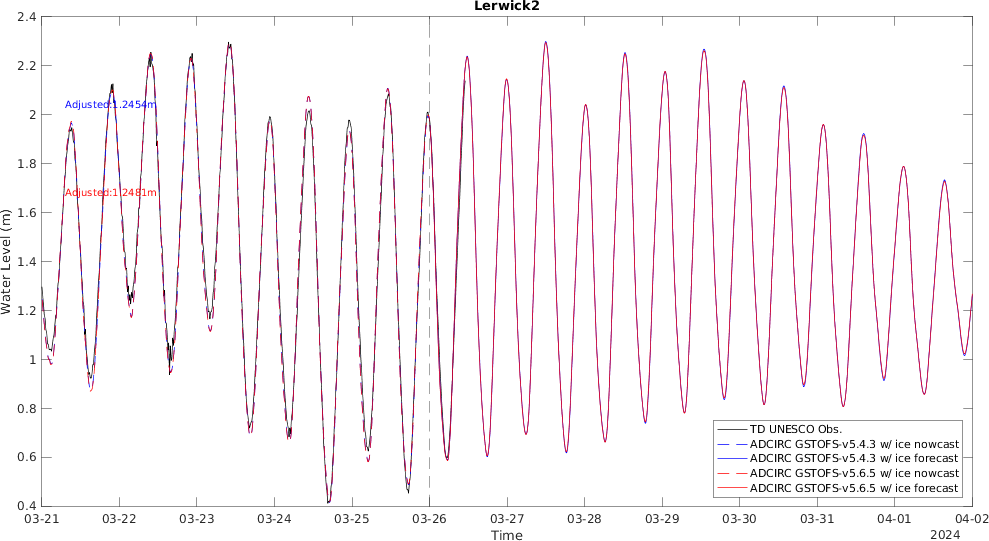 Lerwick2
2.4
2.2
2
1.8
1.6
1.4
1.2
1
0.8
0.6
0.4
Water Level (m)
Adjusted:1.2454m
Adjusted:1.2481m
TD UNESCO Obs.
ADCIRC GSTOFS-v5.4.3 w/ ice nowcast
ADCIRC GSTOFS-v5.4.3 w/ ice forecast
ADCIRC GSTOFS-v5.6.5 w/ ice nowcast
ADCIRC GSTOFS-v5.6.5 w/ ice forecast
03-21 03-22 03-23 03-24 03-25 03-26 03-27 03-28 03-29 03-30 03-31 04-01 04-02
Time
2024